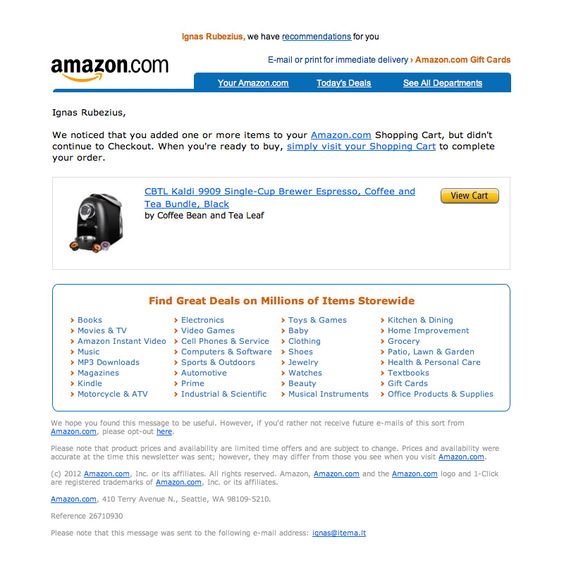 Ignas Rubezius, we have recommendations for you
amazon.com
E-mail or print for immediate delivery › Amazon.com Gift Cards
Your Amazon.com Today's Deals See All Departments
Ignas Rubezius,
We noticed that you added one or more items to your Amazon.com Shopping Cart, but didn't
continue to Checkout. When you're ready to buy, simply visit your Shopping Cart to complete
your order.
CBTL Kaldi 9909 Single-Cup Brewer Espresso, Coffee and
Tea Bundle, Black
by Coffee Bean and Tea Leaf
View Cart
Find Great Deals on Millions of Items Storewide
› Books › Electronics › Toys & Games › Kitchen & Dining
› Movies & TV › Video Games › Baby › Home Improvement
› Amazon Instant Video › Cell Phones & Service › Clothing › Grocery
› Music › Computers & Software › Shoes › Patio, Lawn & Garden
› MP3 Downloads › Sports & Outdoors › Jewelry › Health & Personal Care
› Magazines › Automotive › Watches › Textbooks
› Kindle › Prime › Beauty › Gift Cards
› Motorcycle & ATV › Industrial & Scientific › Musical Instruments › Office Products & Supplies
We hope you found this message to be useful. However, if you'd rather not receive future e-mails of this sort from
Amazon.com, please opt-out here.
Please note that product prices and availability are limited time offers and are subject to change. Prices and availability were
accurate at the time this newsletter was sent; however, they may differ from those you see when you visit Amazon.com.
(c) 2012 Amazon.com, Inc. or its affiliates. All rights reserved. Amazon, Amazon.com and the Amazon.com logo and 1-Click
are registered trademarks of Amazon.com, Inc. or its affiliates.
Amazon.com, 410 Terry Avenue N., Seattle, WA 98109-5210.
Reference 26710930
Please note that this message was sent to the following e-mail address: ignas@itema.lt